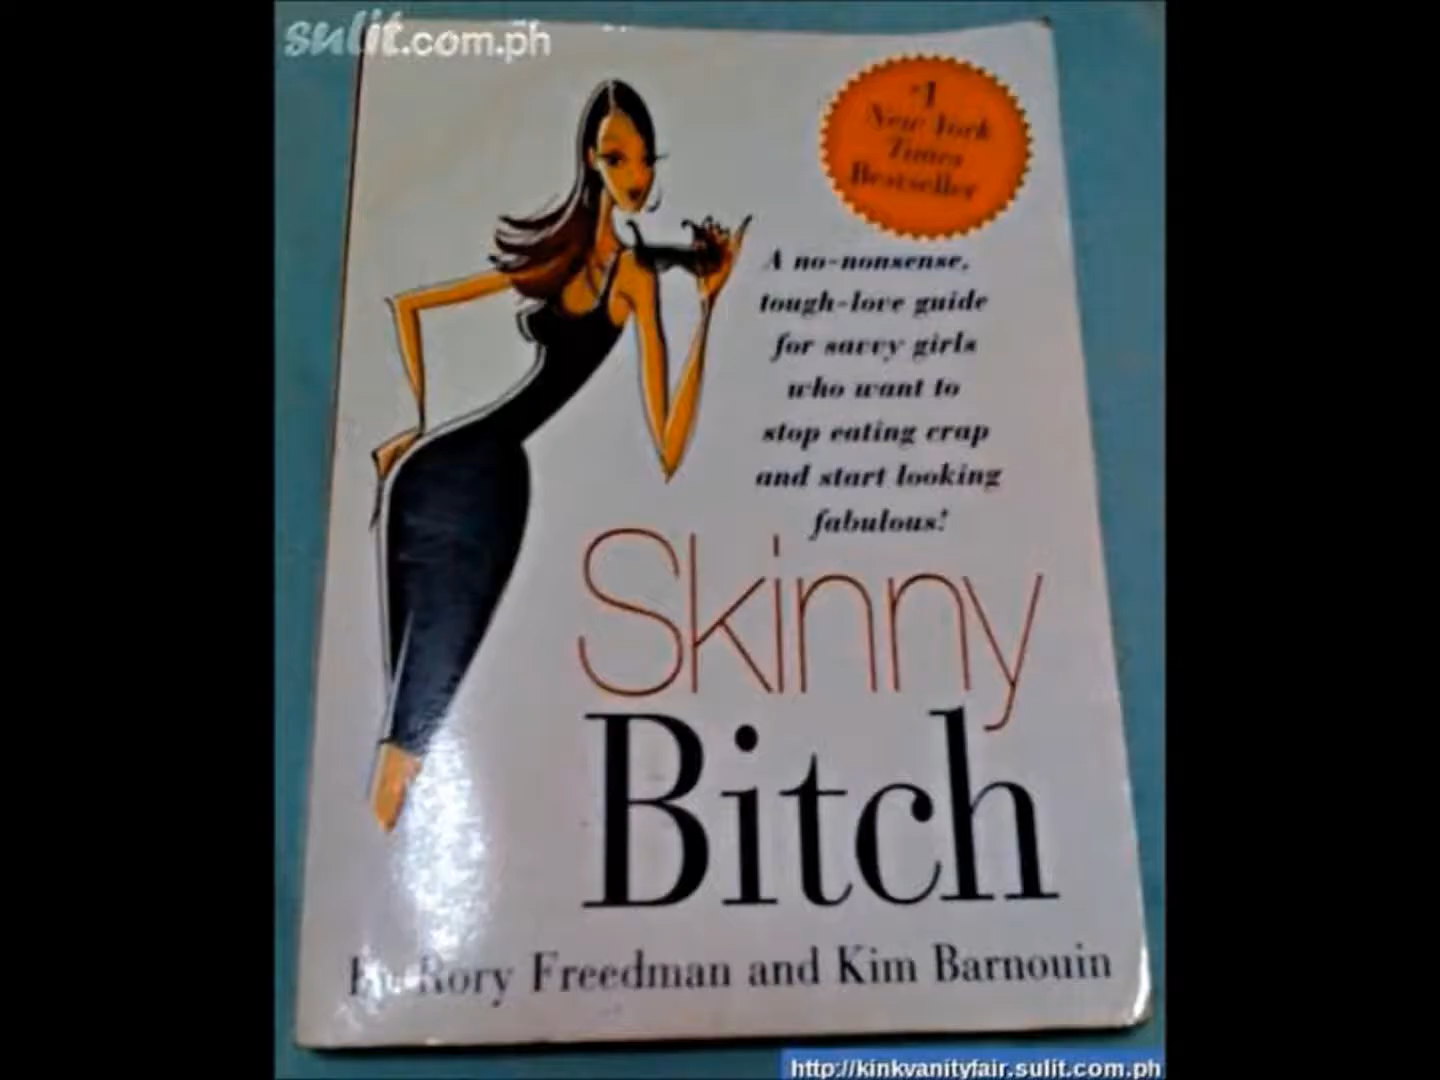 sulit.com.ph
#1
New York
Times
Bestseller
A no-nonsense,
tough-love guide
for savvy girls
who want to
stop eating crap
and start looking
fabulous!
Skinny
Bitch
By Rory Freedman and Kim Barnouin
http://kinkvanityfair.sulit.com.ph